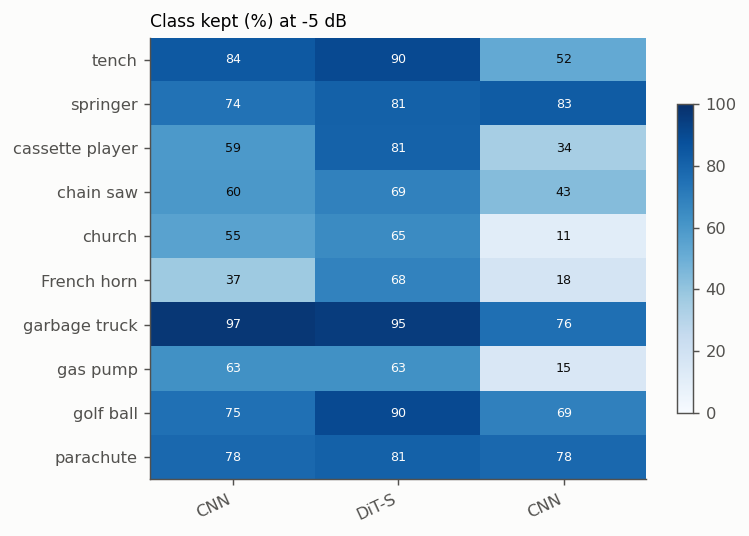 Class kept (%) at -5 dB
tench 84 90 52
springer 74 81 83
cassette player 59 81 34
chain saw 60 69 43
church 55 65 11
French horn 37 68 18
garbage truck 97 95 76
gas pump 63 63 15
golf ball 75 90 69
parachute 78 81 78
CNN DiT-S CNN
100
80
60
40
20
0